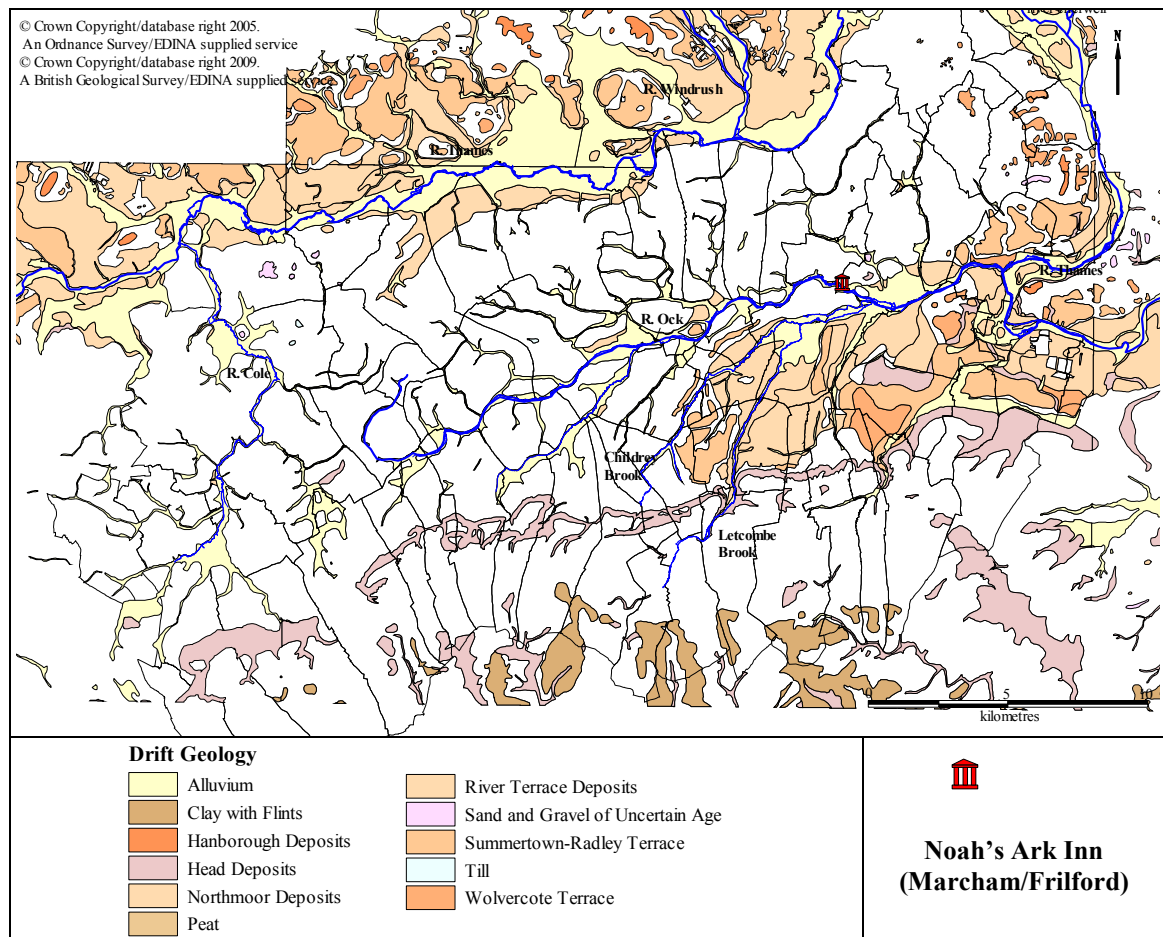 © Crown Copyright/database right 2005.
An Ordnance Survey/EDINA supplied service
© Crown Copyright/database right 2009.
A British Geological Survey/EDINA supplied service
N
R. Windrush
R. Thames
R. Thames
R. Ock
R. Cole
Childrey
Brook
Letcombe
Brook
0 5 10
kilometres
Drift Geology
Alluvium
Clay with Flints
Hanborough Deposits
Head Deposits
Northmoor Deposits
Peat
River Terrace Deposits
Sand and Gravel of Uncertain Age
Summertown-Radley Terrace
Till
Wolvercote Terrace
Noah's Ark Inn
(Marcham/Frilford)